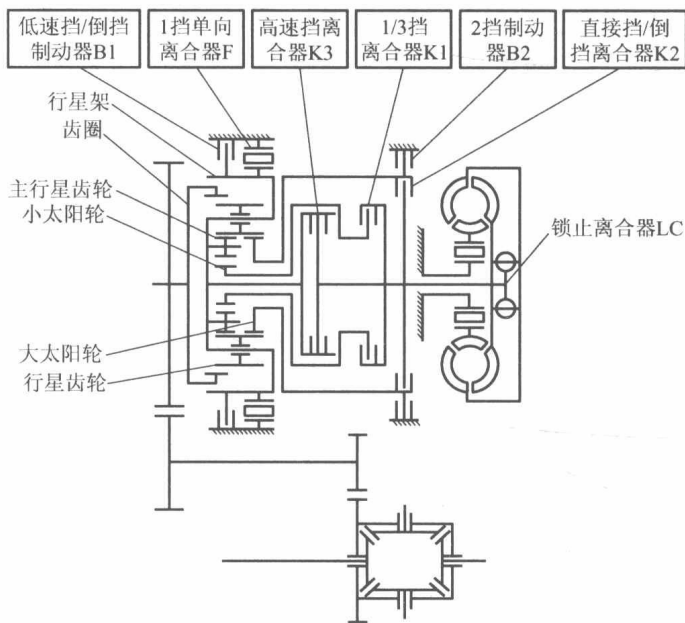 低速挡/倒挡
制动器B1
1挡单向
离合器F
高速挡离
合器K3
1/3挡
离合器K1
2挡制动
器B2
直接挡/倒
挡离合器K2
行星架
齿圈
主行星齿轮
小太阳轮
锁止离合器LC
大太阳轮
行星齿轮